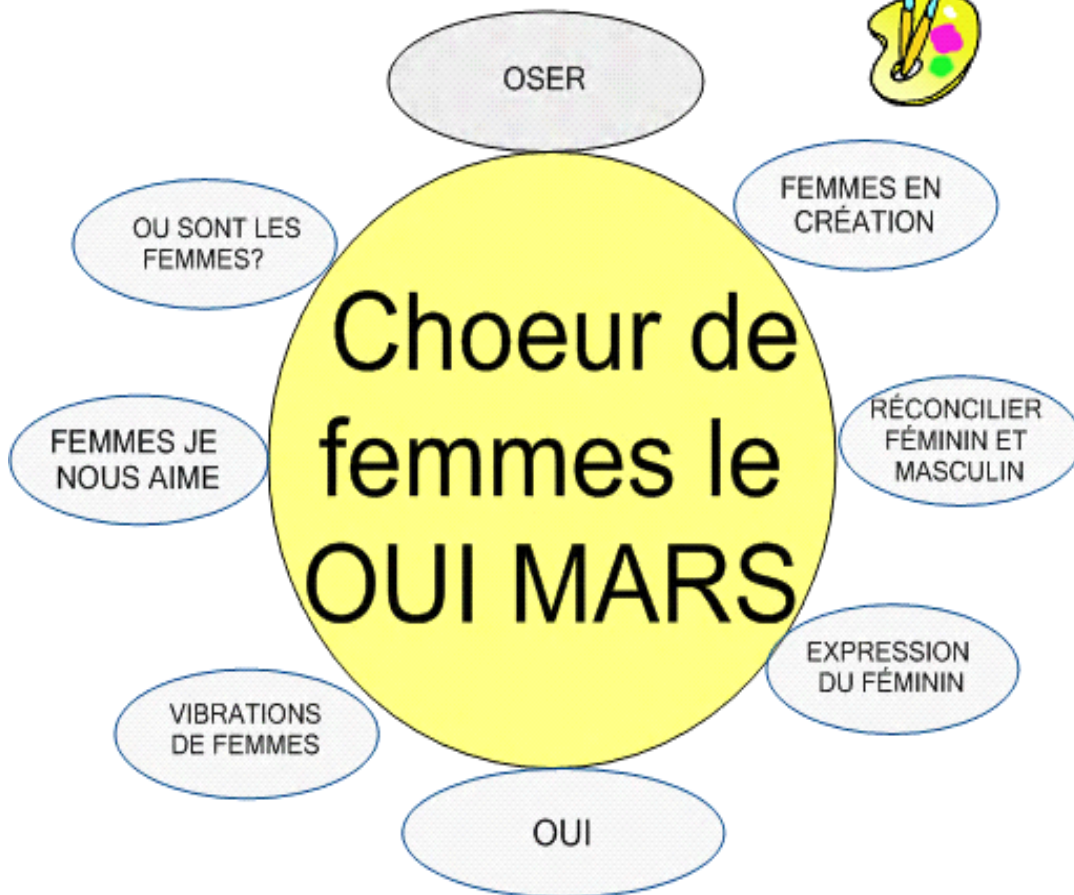 OSER
FEMMES EN
CRÉATION
OU SONT LES
FEMMES?
Choeur de
femmes le
OUI MARS
RÉCONCILIER
FÉMININ ET
MASCULIN
FEMMES JE
NOUS AIME
EXPRESSION
DU FÉMININ
VIBRATIONS
DE FEMMES
OUI